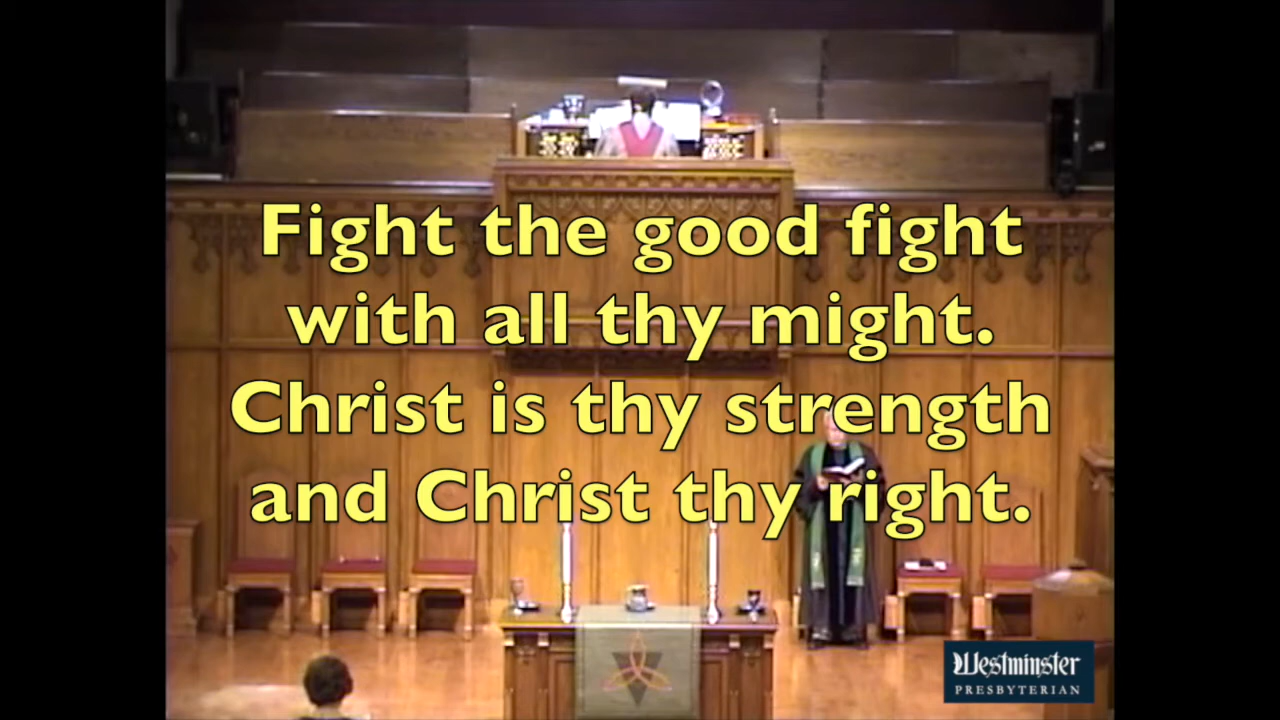 Fight the good fight
with all thy might.
Christ is thy strength
and Christ thy right.
Westminster
PRESBYTERIAN